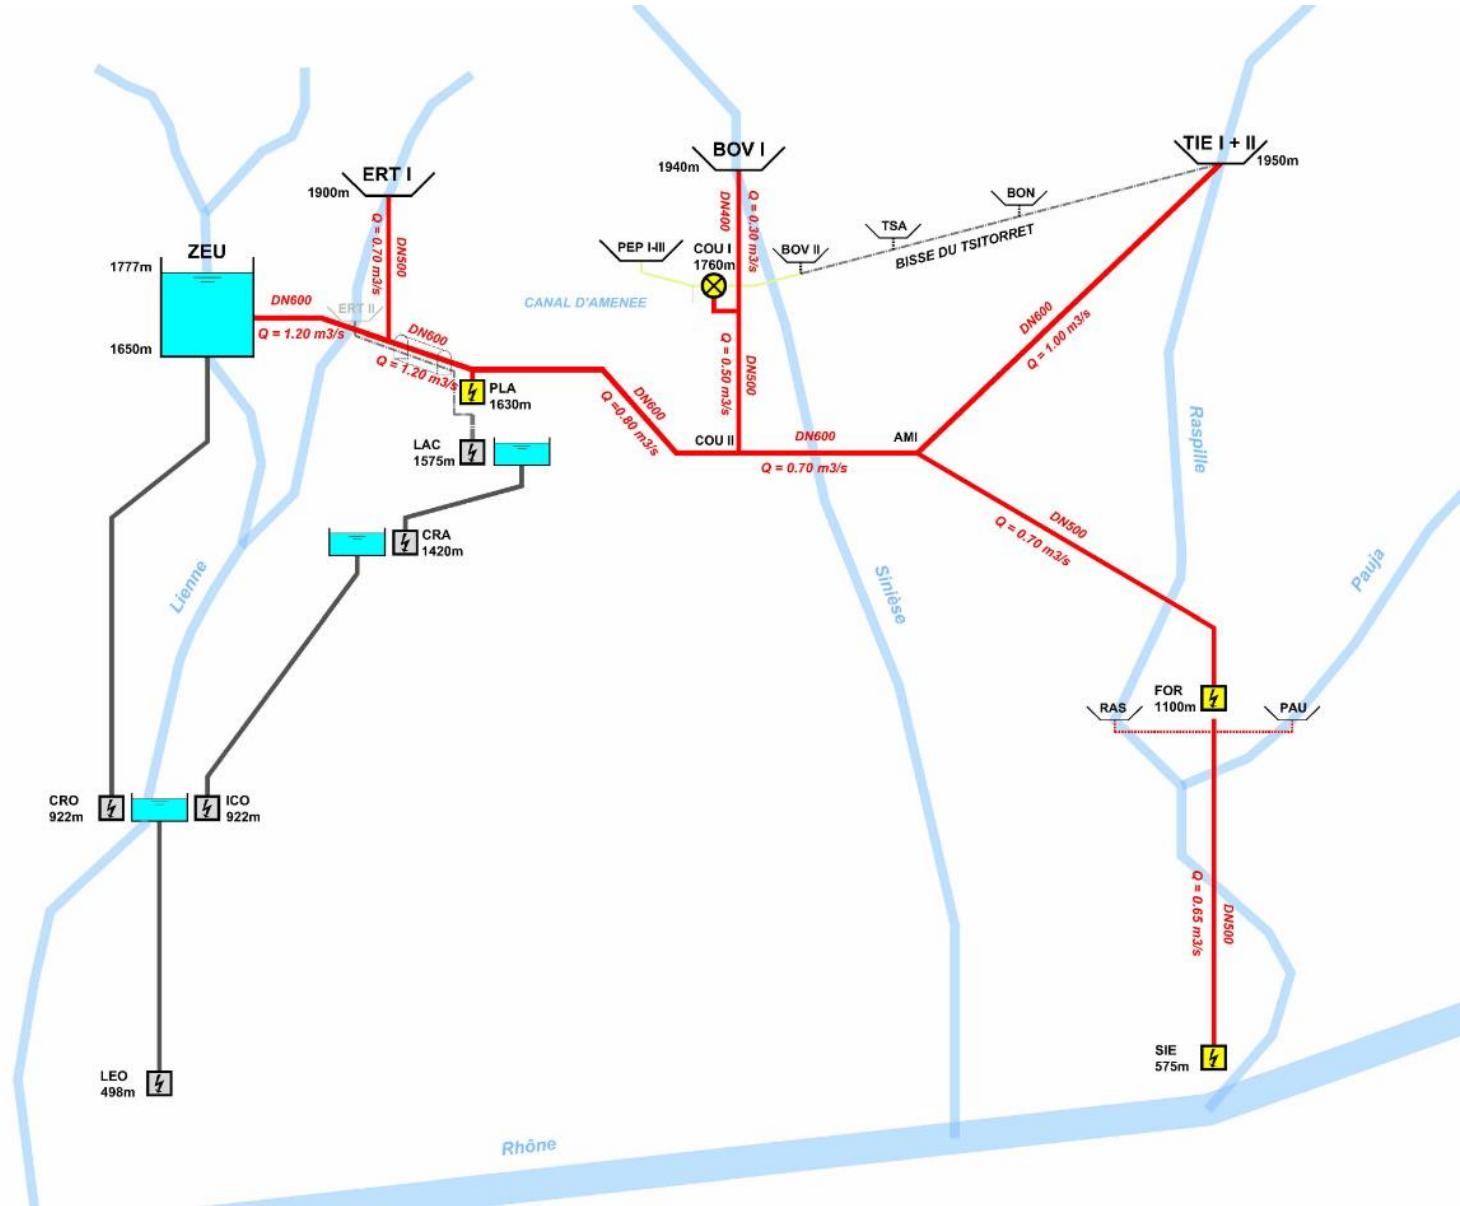 BOV I
1940m
TIE I + II
1950m
ERT I
1900m
BON
TSA
BISSE DU TSITORRET
BOV II
PEP I-III
COU I
1760m
DN400
Q = 0.30 m3/s
ZEU
1777m
1650m
CANAL D'AMENEE
DN600
Q = 1.20 m3/s
ERT II
Q = 0.70 m3/s
DN500
DN600
Q = 1.20 m3/s
PLA
1630m
LAC
1575m
DN600
Q =0.80 m3/s
Q = 0.50 m3/s
DN500
COU II
DN600
Q = 0.70 m3/s
AMI
DN600
Q = 1.00 m3/s
Raspille
CRA
1420m
DN500
Q = 0.70 m3/s
Lienne
Sinièse
Pauja
FOR
1100m
RAS
PAU
CRO
922m
ICO
922m
Q = 0.65 m3/s
DN500
LEO
498m
SIE
575m
Rhône